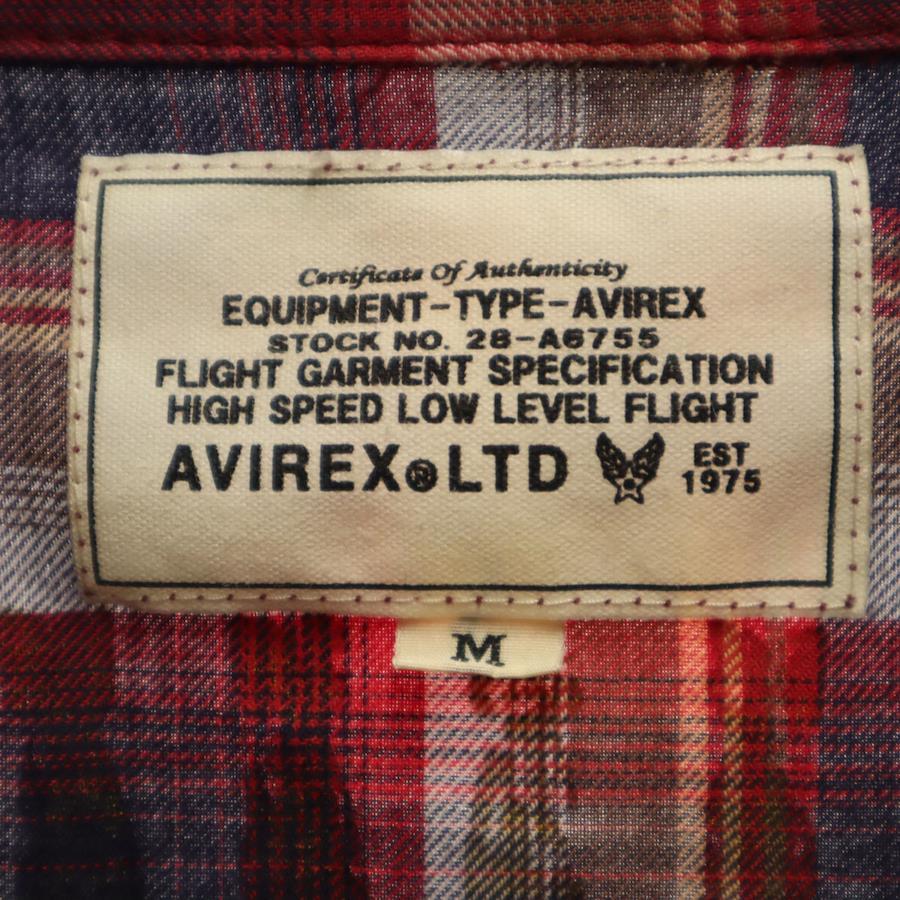 Certificate Of Authenticity
EQUIPMENT-TYPE-AVIREX
STOCK NO. 28-A6755
FLIGHT GARMENT SPECIFICATION
HIGH SPEED LOW LEVEL FLIGHT
AVIREX®LTD EST 1975
M